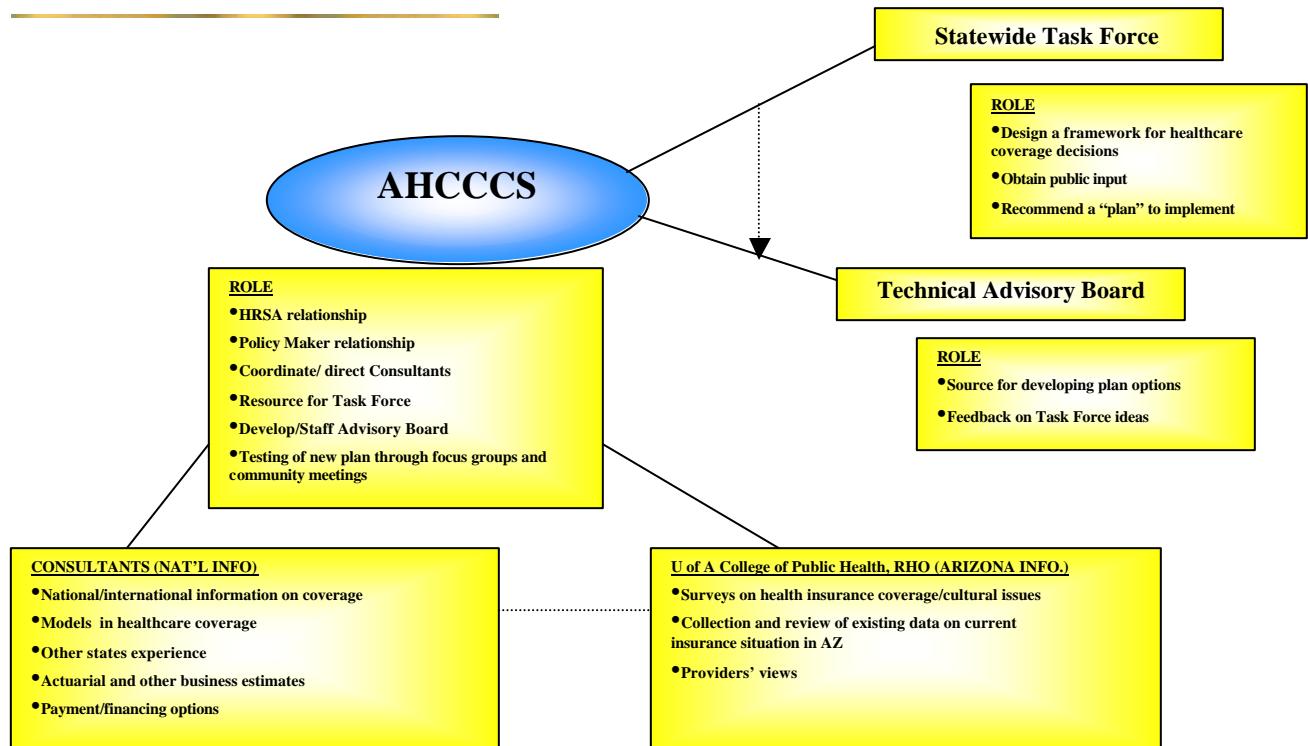 Statewide Task Force
ROLE
•Design a framework for healthcare
coverage decisions
•Obtain public input
•Recommend a “plan” to implement
AHCCCS
ROLE
•HRSA relationship
•Policy Maker relationship
•Coordinate/ direct Consultants
•Resource for Task Force
•Develop/Staff Advisory Board
•Testing of new plan through focus groups and
community meetings
Technical Advisory Board
ROLE
•Source for developing plan options
•Feedback on Task Force ideas
CONSULTANTS (NAT’L INFO)
•National/international information on coverage
•Models in healthcare coverage
•Other states experience
•Actuarial and other business estimates
•Payment/financing options
U of A College of Public Health, RHO (ARIZONA INFO.)
•Surveys on health insurance coverage/cultural issues
•Collection and review of existing data on current
insurance situation in AZ
•Providers’ views